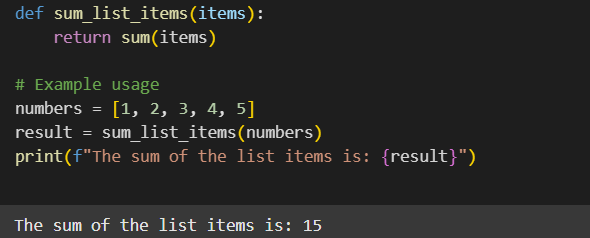 def sum_list_items(items):
    return sum(items)

# Example usage
numbers = [1, 2, 3, 4, 5]
result = sum_list_items(numbers)
print(f"The sum of the list items is: {result}")
The sum of the list items is: 15